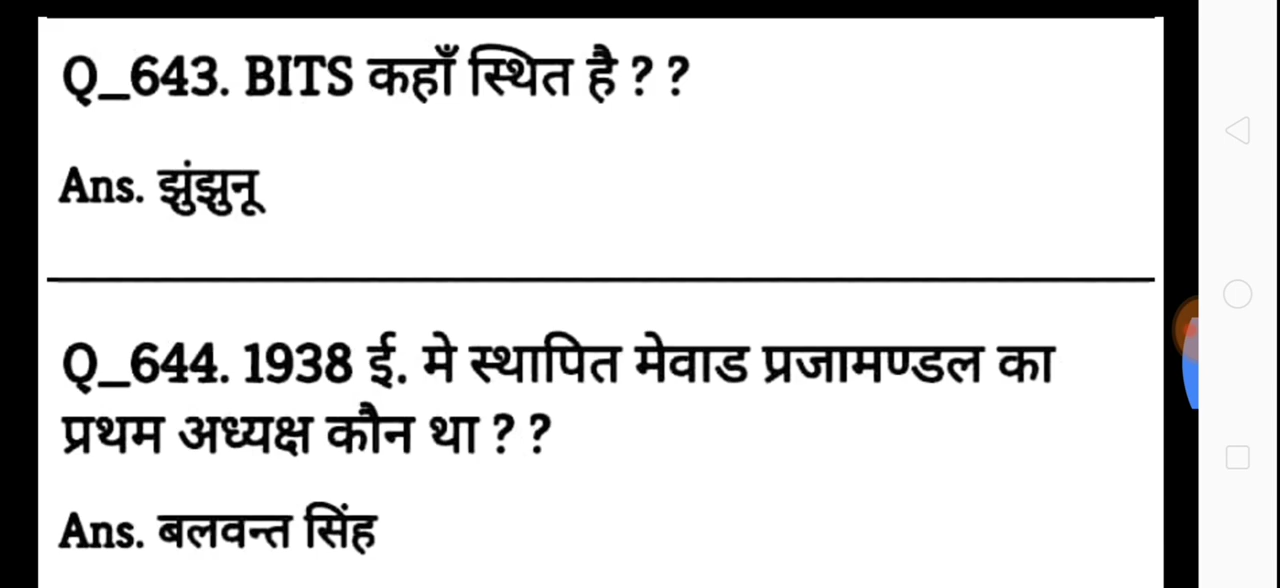 Q_643. BITS कहाँ स्थित है ? ?
Ans. झुंझुनू
Q_644. 1938 ई. मे स्थापित मेवाड प्रजामण्डल का
प्रथम अध्यक्ष कौन था ? ?
Ans. बलवन्त सिंह